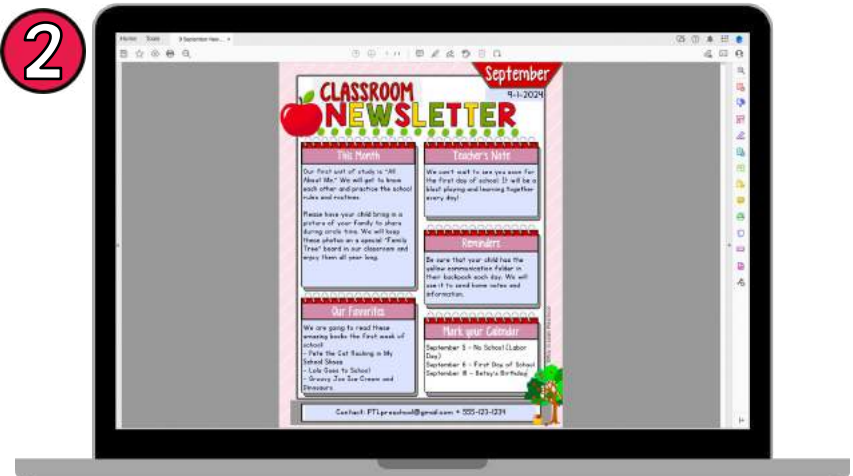 2
Home Tools 9 September New...
September
9-1-2024
CLASSROOM
NEWSLETTER
This Month
Our first unit of study is "All
About Me." We will get to know
each other and practice the school
rules and routines.
Please have your child bring in a
picture of your family to share
during circle time. We will keep
these photos on a special "Family
Tree" board in our classroom and
enjoy them all year long.
Teacher's Note
We can't wait to see you soon for
the first day of school! It will be a
blast playing and learning together
every day!
Reminders
Be sure that your child has the
yellow communication folder in
their backpack each day. We will
use it to send home notes and
information.
Our Favorites
We are going to read these
amazing books the first week of
school:
- Pete the Cat Rocking in My
School Shoes
- Lola Goes to School
- Groovy Joe Ice Cream and
Dinosaurs
Mark your Calendar
September 5 - No School (Labor
Day)
September 6 - First Day of School
September 18 - Betsy's Birthday
Contact: PTLpreschool@gmail.com * 555-123-1234